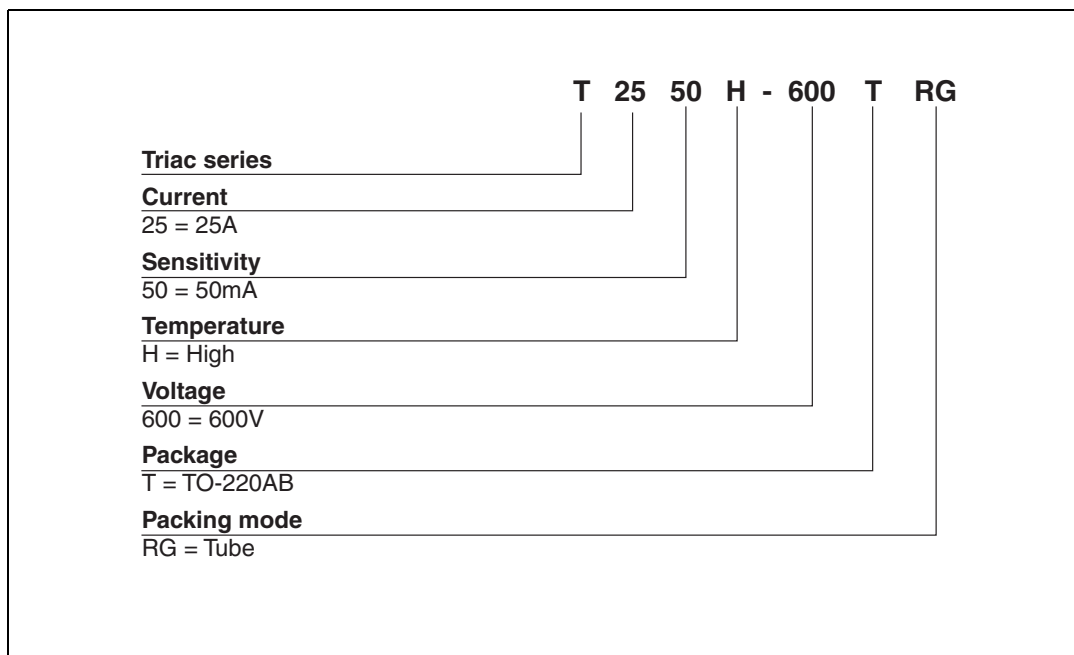 T 25 50 H - 600 T RG
Triac series
Current
25 = 25A
Sensitivity
50 = 50mA
Temperature
H = High
Voltage
600 = 600V
Package
T = TO-220AB
Packing mode
RG = Tube